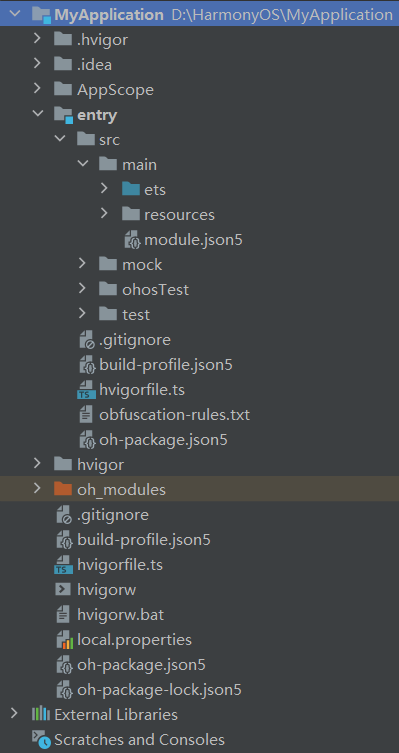 MyApplication D:\HarmonyOS\MyApplication
.hvigor
.idea
AppScope
entry
src
main
ets
resources
module.json5
mock
ohosTest
test
.gitignore
build-profile.json5
hvigorfile.ts
obfuscation-rules.txt
oh-package.json5
hvigor
oh_modules
.gitignore
build-profile.json5
hvigorfile.ts
hvigorw
hvigorw.bat
local.properties
oh-package.json5
oh-package-lock.json5
External Libraries
Scratches and Consoles